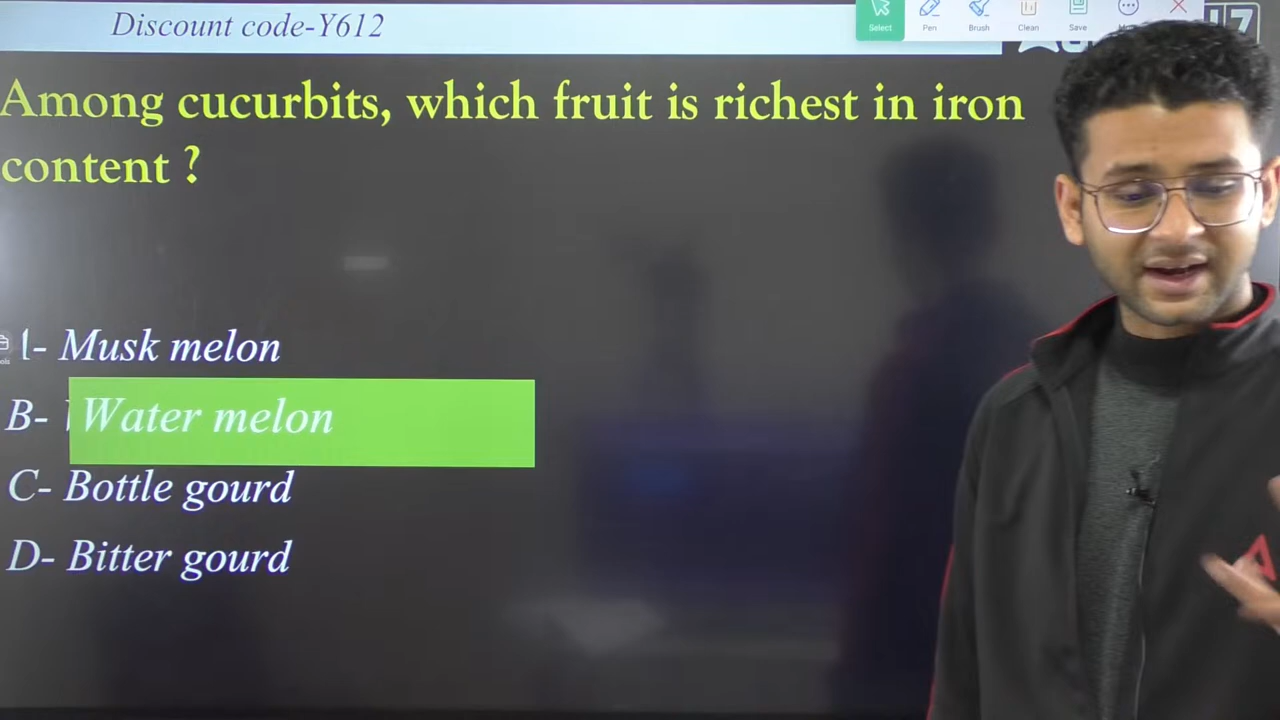 Discount code-Y612
Select
Pen
Brush
Clean
Save
17
Among cucurbits, which fruit is richest in iron
content ?
- Musk melon
B- Water melon
C- Bottle gourd
D- Bitter gourd